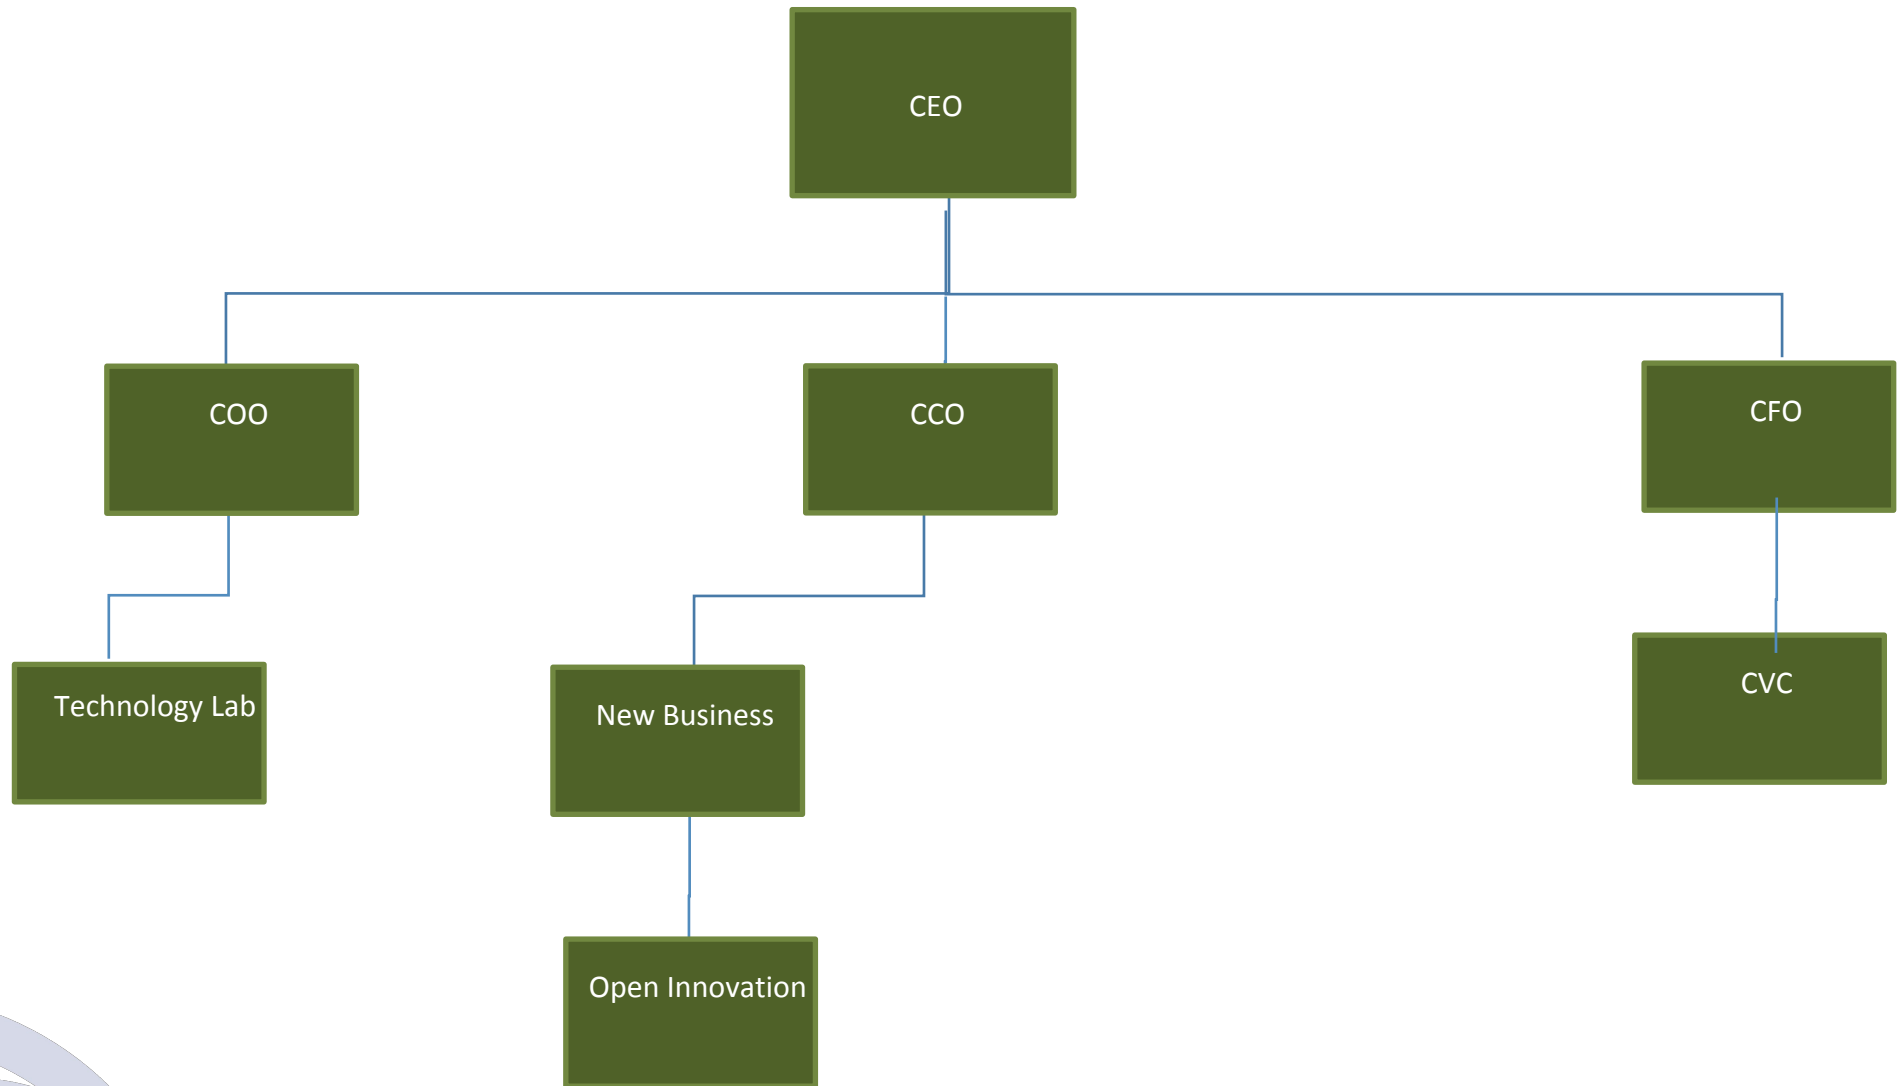 CEO
COO
CCO
CFO
Technology Lab
New Business
CVC
Open Innovation